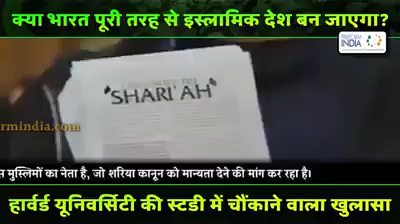 क्या भारत पूरी तरह से इस्लामिक देश बन जाएगा?
PERFORM
INDIA
"SHARI'AH
rmindia.com
स मुस्लिमों का नेता है, जो शरिया कानून को मान्यता देने की मांग कर रहा है।
हार्वर्ड यूनिवर्सिटी की स्टडी में चौंकाने वाला खुलासा